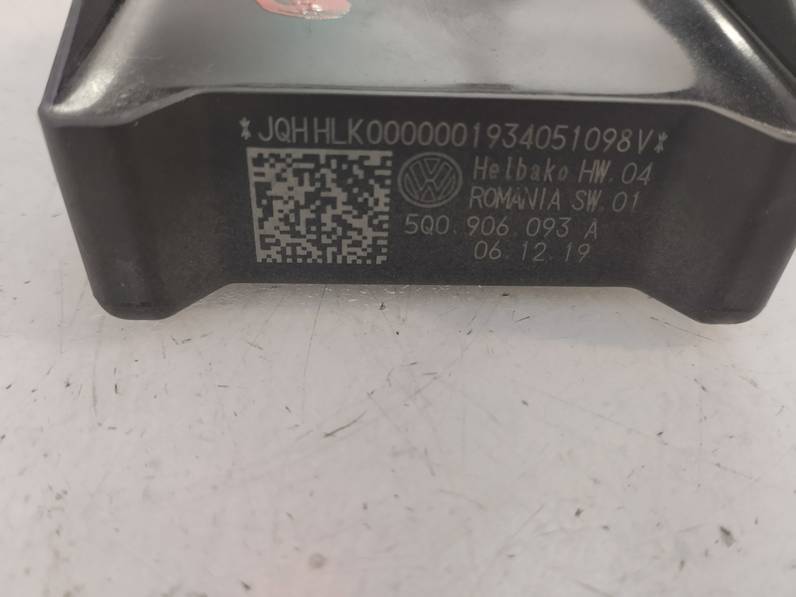 *JQHHLK0000001934051098V*
Helbako HW.04
ROMANIA SW.01
5Q0.906.093 A
06.12.19